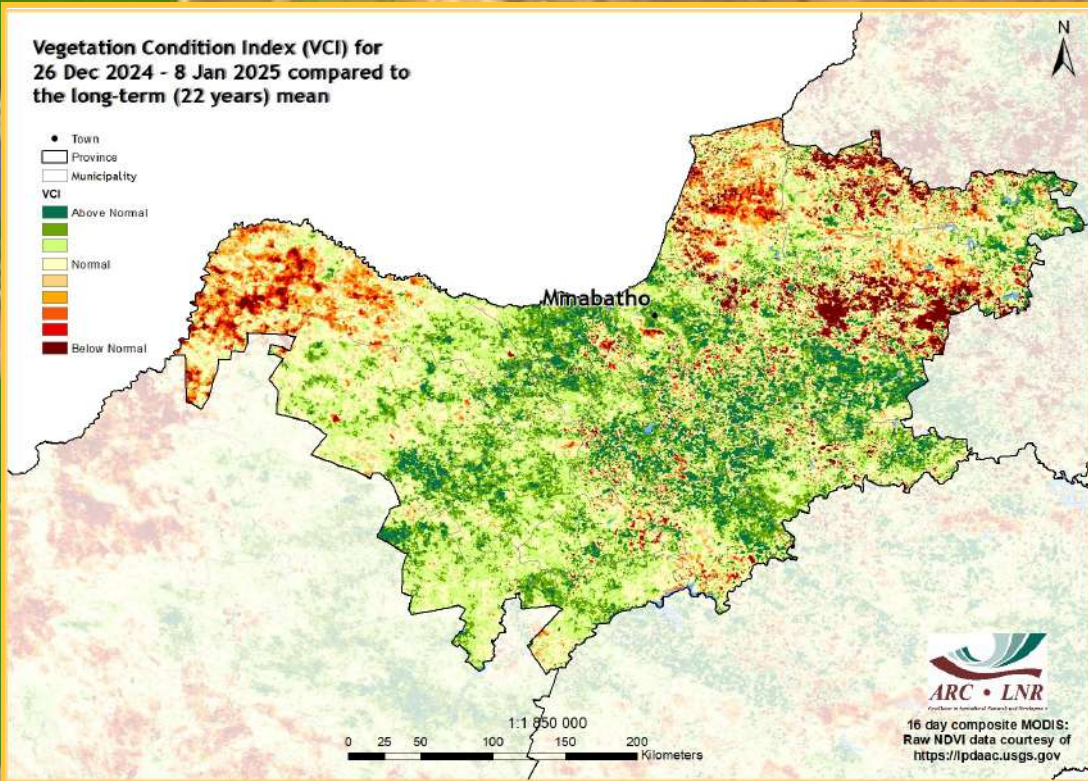 Vegetation Condition Index (VCI) for
26 Dec 2024 - 8 Jan 2025 compared to
the long-term (22 years) mean
N
Town
Province
Municipality
VCI
Above Normal
Normal
Below Normal
Mmabatho
ARC • LNR
1:1 850 000
0 25 50 100 150 200
Kilometers
16 day composite MODIS:
Raw NDVI data courtesy of
https://lpdaac.usgs.gov